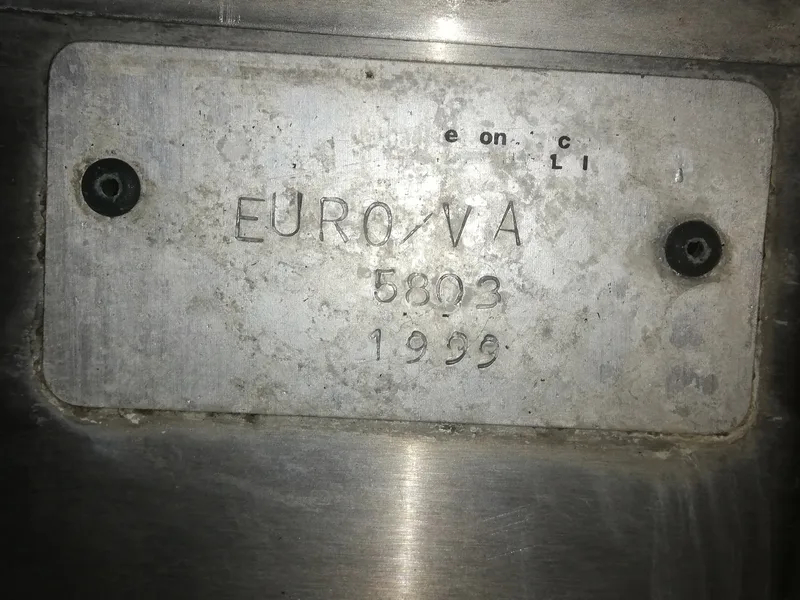 e on c
L I
EURO/VA
5803
1999